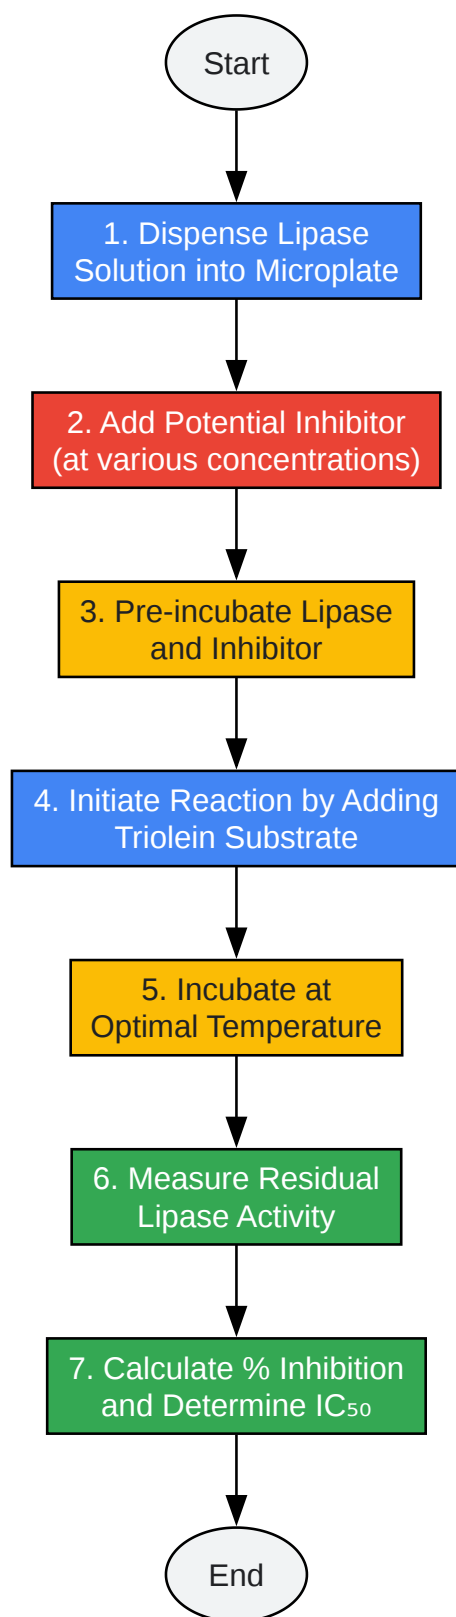 Start
1. Dispense Lipase
Solution into Microplate
2. Add Potential Inhibitor
(at various concentrations)
3. Pre-incubate Lipase
and Inhibitor
4. Initiate Reaction by Adding
Triolein Substrate
5. Incubate at
Optimal Temperature
6. Measure Residual
Lipase Activity
7. Calculate % Inhibition
and Determine IC₅₀
End